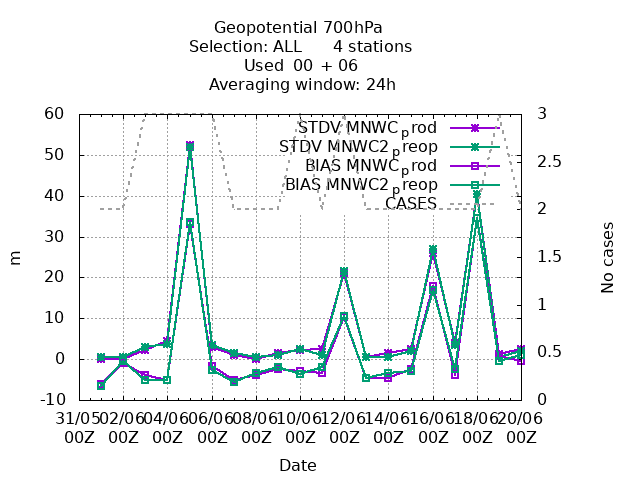 Geopotential 700hPa
Selection: ALL 4 stations
Used 00 + 06
Averaging window: 24h
STDV MNWC_prod
STDV MNWC2_preop
BIAS MNWC_prod
BIAS MNWC2_preop
CASES
60
50
40
30
20
10
0
-10
m
3
2.5
2
1.5
1
0.5
0
No cases
31/05 02/06 04/06 06/06 08/06 10/06 12/06 14/06 16/06 18/06 20/06
00Z 00Z 00Z 00Z 00Z 00Z 00Z 00Z 00Z 00Z 00Z
Date